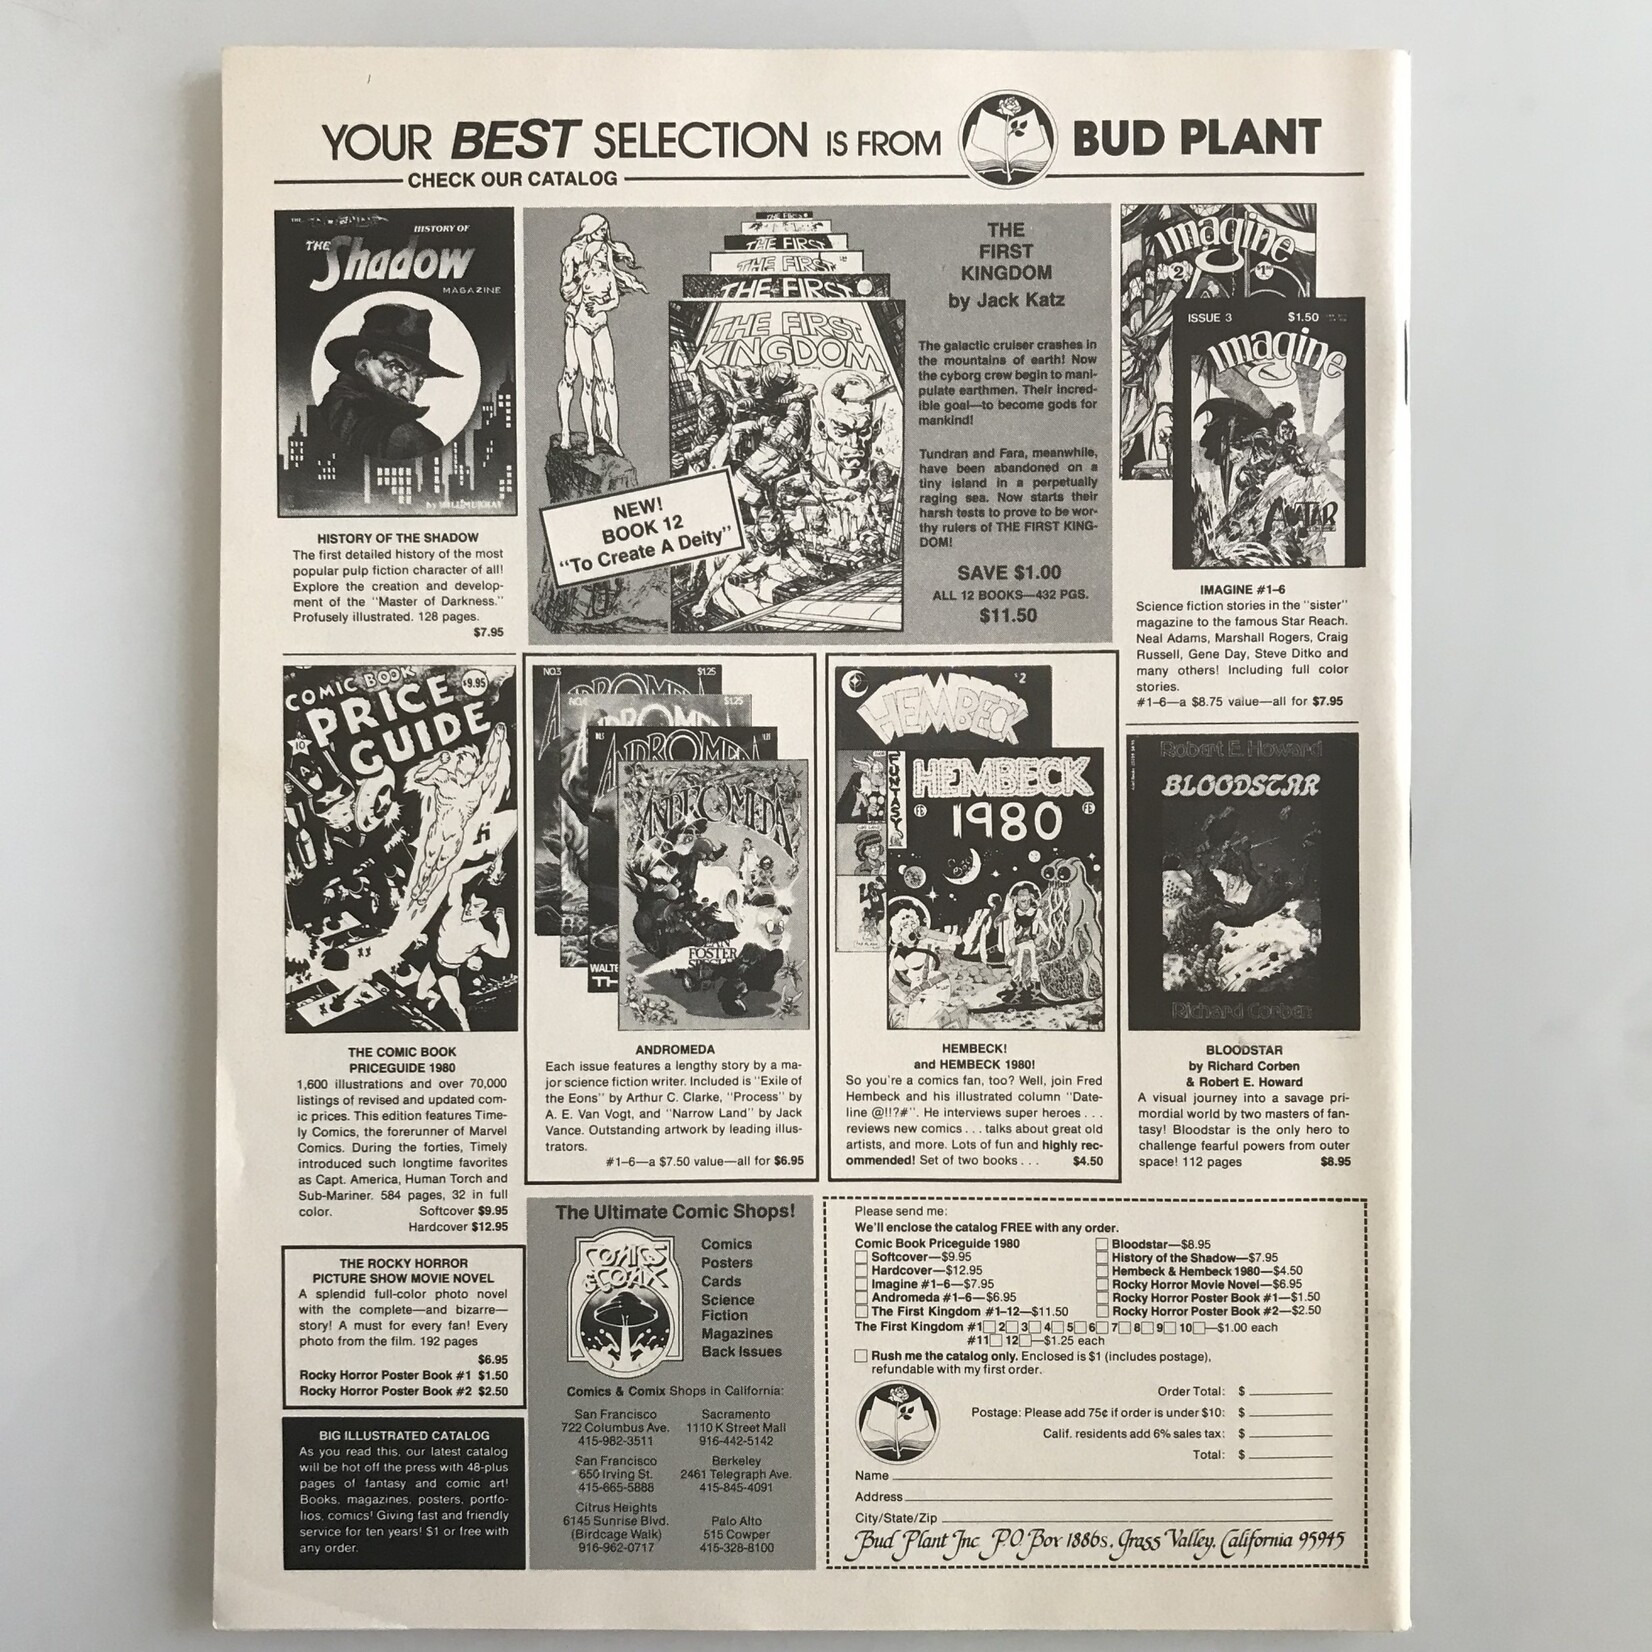 YOUR BEST SELECTION IS FROM BUD PLANT
CHECK OUR CATALOG
HISTORY OF
THE Shadow
MAGAZINE
by WILL MURRAY
HISTORY OF THE SHADOW
The first detailed history of the most
popular pulp fiction character of all!
Explore the creation and develop-
ment of the "Master of Darkness."
Profusely illustrated. 128 pages.
$7.95
THE FIRST
THE FIRST
THE FIRST
THE FIRST
THE FIRST
KINGDOM
NEW!
BOOK 12
"To Create A Deity"
THE
FIRST
KINGDOM
by Jack Katz
The galactic cruiser crashes in
the mountains of earth! Now
the cyborg crew begin to mani-
pulate earthmen. Their incred-
ible goal—to become gods for
mankind!
Tundran and Fara, meanwhile,
have been abandoned on a
tiny island in a perpetually
raging sea. Now starts their
harsh tests to prove to be wor-
thy rulers of THE FIRST KING-
DOM!
SAVE $1.00
ALL 12 BOOKS—432 PGS.
$11.50
imagine
2
ISSUE 3 $1.50
imagine
AVATAR
IMAGINE #1–6
Science fiction stories in the "sister"
magazine to the famous Star Reach.
Neal Adams, Marshall Rogers, Craig
Russell, Gene Day, Steve Ditko and
many others! Including full color
stories.
#1–6—a $8.75 value—all for $7.95
COMIC BOOK
PRICE
GUIDE
$9.95
10
THE COMIC BOOK
PRICEGUIDE 1980
1,600 illustrations and over 70,000
listings of revised and updated com-
ic prices. This edition features Time-
ly Comics, the forerunner of Marvel
Comics. During the forties, Timely
introduced such longtime favorites
as Capt. America, Human Torch and
Sub-Mariner. 584 pages, 32 in full
color. Softcover $9.95
Hardcover $12.95
NO.3 $1.25
ANDROMEDA
NO.4 $1.25
ANDROMEDA
ANDROMEDA
ANDROMEDA
FOSTER
WALTE
TH
ANDROMEDA
Each issue features a lengthy story by a ma-
jor science fiction writer. Included is "Exile of
the Eons" by Arthur C. Clarke, "Process" by
A. E. Van Vogt, and "Narrow Land" by Jack
Vance. Outstanding artwork by leading illus-
trators.
#1–6—a $7.50 value—all for $6.95
$2
HEMBECK
FANTASY
HEMBECK
1980
FE FE
HEMBECK!
and HEMBECK 1980!
So you're a comics fan, too? Well, join Fred
Hembeck and his illustrated column "Date-
line @!!?#". He interviews super heroes . . .
reviews new comics . . . talks about great old
artists, and more. Lots of fun and highly rec-
ommended! Set of two books . . . $4.50
Robert E. Howard
BLOODSTAR
Richard Corben
BLOODSTAR
by Richard Corben
& Robert E. Howard
A visual journey into a savage pri-
mordial world by two masters of fan-
tasy! Bloodstar is the only hero to
challenge fearful powers from outer
space! 112 pages $8.95
THE ROCKY HORROR
PICTURE SHOW MOVIE NOVEL
A splendid full-color photo novel
with the complete—and bizarre—
story! A must for every fan! Every
photo from the film. 192 pages
$6.95
Rocky Horror Poster Book #1 $1.50
Rocky Horror Poster Book #2 $2.50
BIG ILLUSTRATED CATALOG
As you read this, our latest catalog
will be hot off the press with 48-plus
pages of fantasy and comic art!
Books, magazines, posters, portfo-
lios, comics! Giving fast and friendly
service for ten years! $1 or free with
any order.
The Ultimate Comic Shops!
COMICS
& COMIX
Comics
Posters
Cards
Science
Fiction
Magazines
Back Issues
Comics & Comix Shops in California:
San Francisco
722 Columbus Ave.
415-982-3511
Sacramento
1110 K Street Mall
916-442-5142
San Francisco
650 Irving St.
415-665-5888
Berkeley
2461 Telegraph Ave.
415-845-4091
Citrus Heights
6145 Sunrise Blvd.
(Birdcage Walk)
916-962-0717
Palo Alto
515 Cowper
415-328-8100
Please send me:
We'll enclose the catalog FREE with any order.
Comic Book Priceguide 1980
Softcover—$9.95
Hardcover—$12.95
Imagine #1–6—$7.95
Andromeda #1–6—$6.95
The First Kingdom #1–12—$11.50
Bloodstar—$8.95
History of the Shadow—$7.95
Hembeck & Hembeck 1980—$4.50
Rocky Horror Movie Novel—$6.95
Rocky Horror Poster Book #1—$1.50
Rocky Horror Poster Book #2—$2.50
The First Kingdom #1 2 3 4 5 6 7 8 9 10 —$1.00 each
#11 12 —$1.25 each
Rush me the catalog only. Enclosed is $1 (includes postage),
refundable with my first order.
Order Total: $
Postage: Please add 75¢ if order is under $10: $
Calif. residents add 6% sales tax: $
Total: $
Name
Address
City/State/Zip
Bud Plant Inc. P.O. Box 1886s, Grass Valley, California 95945